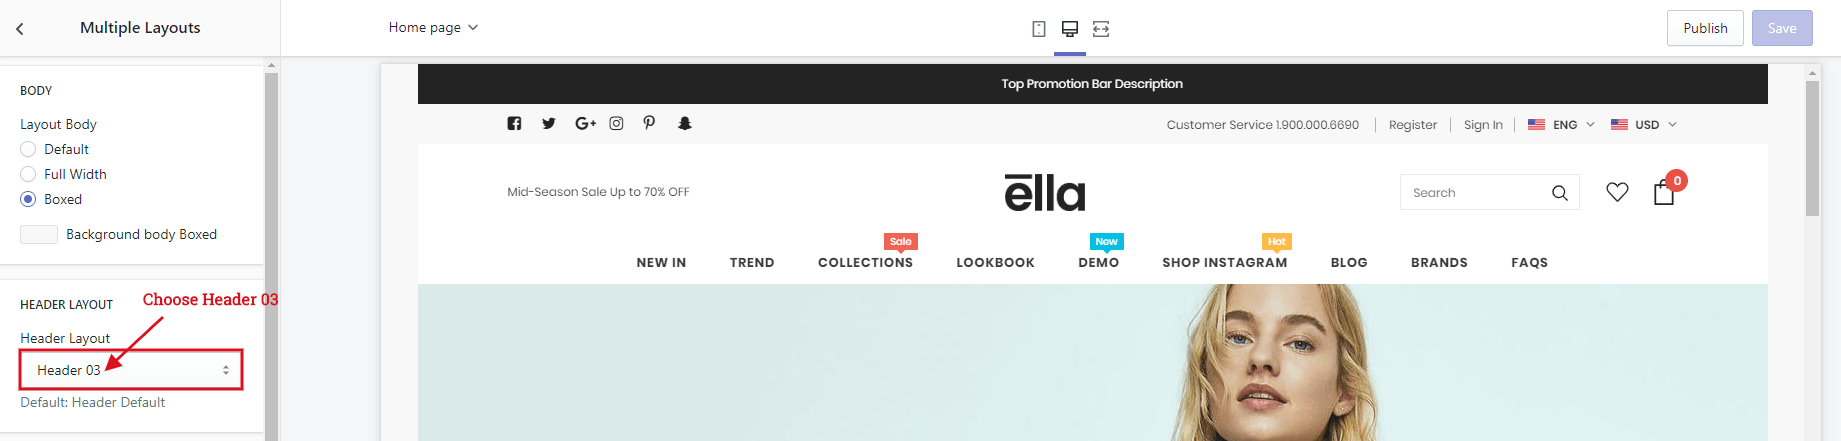 Multiple Layouts
Home page
Publish
Save
BODY
Layout Body
Default
Full Width
Boxed
Background body Boxed
HEADER LAYOUT
Choose Header 03
Header Layout
Header 03
Default: Header Default
Top Promotion Bar Description
Customer Service 1.900.000.6690 Register Sign In ENG USD
Mid-Season Sale Up to 70% OFF
ēlla
Search
0
Sale New Hot
NEW IN TREND COLLECTIONS LOOKBOOK DEMO SHOP INSTAGRAM BLOG BRANDS FAQS